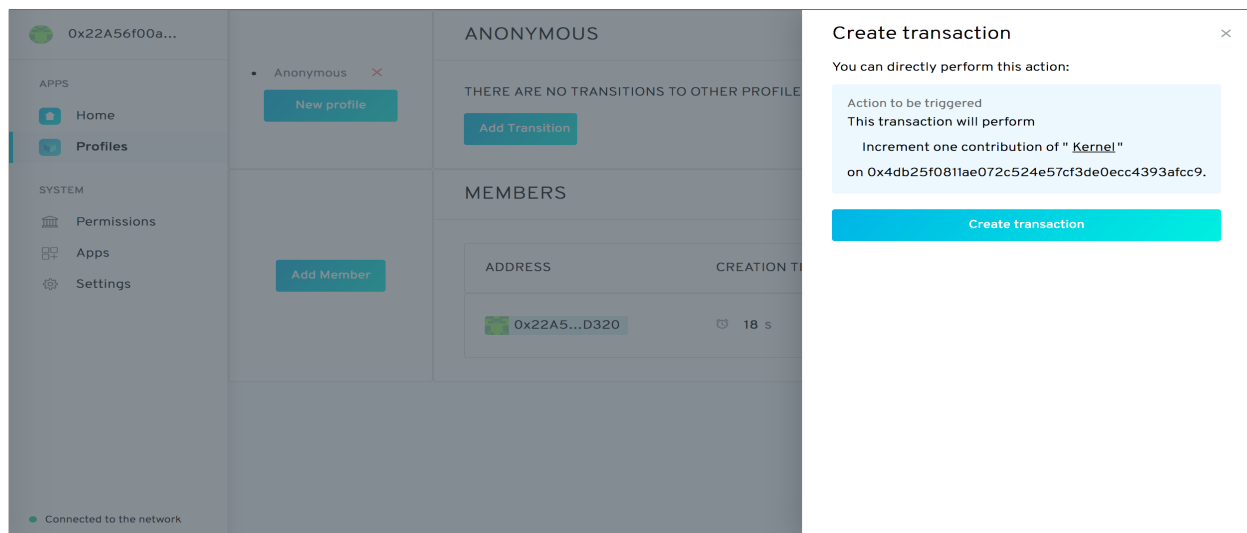 0x22A56f00a...
APPS
Home
Profiles
SYSTEM
Permissions
Apps
Settings
Connected to the network
Anonymous
New profile
Add Member
ANONYMOUS
THERE ARE NO TRANSITIONS TO OTHER PROFILE
Add Transition
MEMBERS
ADDRESS CREATION TI
0x22A5...D320 18 s
Create transaction
You can directly perform this action:
Action to be triggered
This transaction will perform
Increment one contribution of " Kernel"
on 0x4db25f0811ae072c524e57cf3de0ecc4393afcc9.
Create transaction